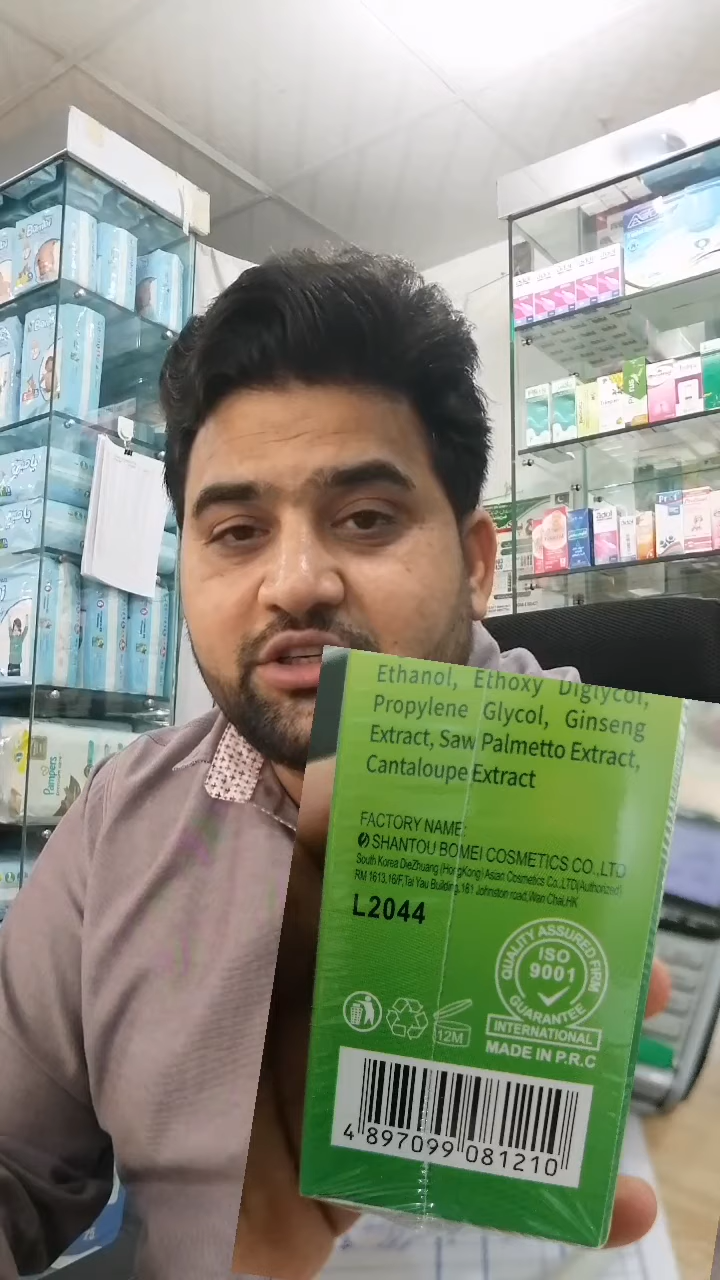 Bamby
Pampers
Ethanol, Ethoxy Diglycol,
Propylene Glycol, Ginseng
Extract, Saw Palmetto Extract,
Cantaloupe Extract
FACTORY NAME:
SHANTOU BOMEI COSMETICS CO.,LTD
South Korea DieZhuang (HongKong) Asian Cosmetics Co.,LTD(Authorized)
RM 1613,16/F,Tai Yau Building,161 Johnston road,Wan Chai,HK
L2044
QUALITY ASSURED FIRM
ISO
9001
GUARANTEE
INTERNATIONAL
MADE IN P.R.C
12M
4 897099 081210